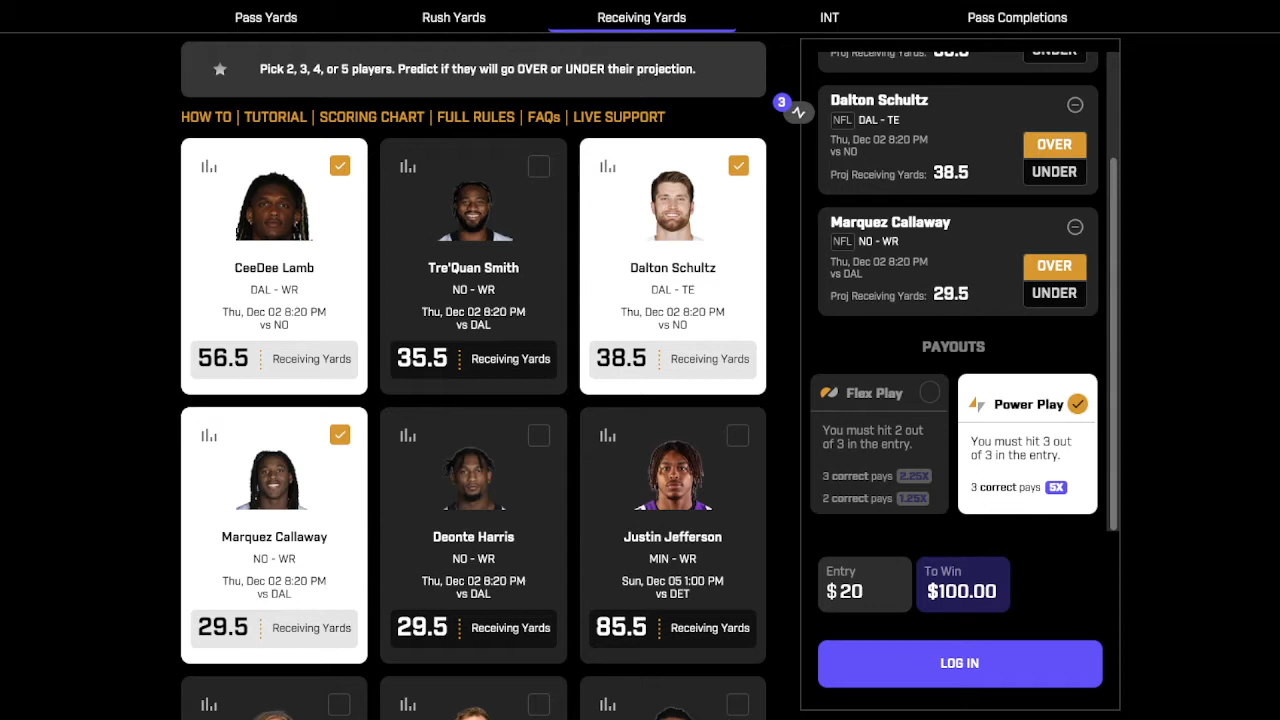 Pass Yards
Rush Yards
Receiving Yards
INT
Pass Completions
Pick 2, 3, 4, or 5 players. Predict if they will go OVER or UNDER their projection.
HOW TO | TUTORIAL | SCORING CHART | FULL RULES | FAQs | LIVE SUPPORT
CeeDee Lamb
DAL - WR
Thu, Dec 02 8:20 PM
vs NO
56.5 Receiving Yards
Tre'Quan Smith
NO - WR
Thu, Dec 02 8:20 PM
vs DAL
35.5 Receiving Yards
Dalton Schultz
DAL - TE
Thu, Dec 02 8:20 PM
vs NO
38.5 Receiving Yards
Marquez Callaway
NO - WR
Thu, Dec 02 8:20 PM
vs DAL
29.5 Receiving Yards
Deonte Harris
NO - WR
Thu, Dec 02 8:20 PM
vs DAL
29.5 Receiving Yards
Justin Jefferson
MIN - WR
Sun, Dec 05 1:00 PM
vs DET
85.5 Receiving Yards
3
Proj Receiving Yards:
UNDER
Dalton Schultz
NFL DAL - TE
Thu, Dec 02 8:20 PM
vs NO
Proj Receiving Yards: 38.5
OVER
UNDER
Marquez Callaway
NFL NO - WR
Thu, Dec 02 8:20 PM
vs DAL
Proj Receiving Yards: 29.5
OVER
UNDER
PAYOUTS
Flex Play
You must hit 2 out
of 3 in the entry.
3 correct pays 2.25X
2 correct pays 1.25X
Power Play
You must hit 3 out
of 3 in the entry.
3 correct pays 5X
Entry
$ 20
To Win
$100.00
LOG IN